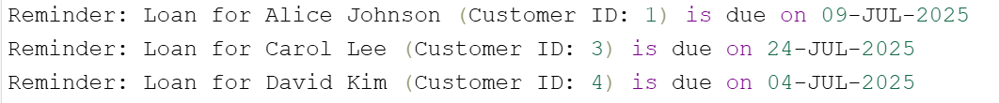 Reminder: Loan for Alice Johnson (Customer ID: 1) is due on 09-JUL-2025
Reminder: Loan for Carol Lee (Customer ID: 3) is due on 24-JUL-2025
Reminder: Loan for David Kim (Customer ID: 4) is due on 04-JUL-2025